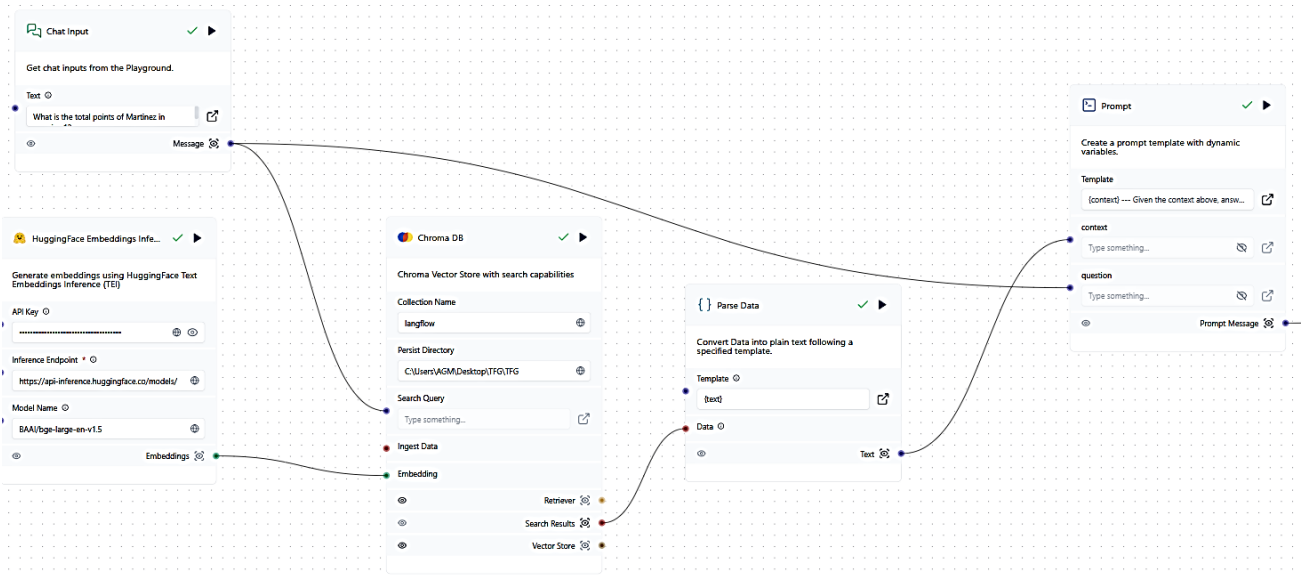 Chat Input
Get chat inputs from the Playground.
Text
What is the total points of Martinez in
Message
HuggingFace Embeddings Infe...
Generate embeddings using HuggingFace Text
Embeddings Inference (TEI)
API Key
Inference Endpoint *
https://api-inference.huggingface.co/models/
Model Name
BAAI/bge-large-en-v1.5
Embeddings
Chroma DB
Chroma Vector Store with search capabilities
Collection Name
langflow
Persist Directory
C:\Users\AGM\Desktop\TFG\TFG
Search Query
Type something...
Ingest Data
Embedding
Retriever
Search Results
Vector Store
Parse Data
Convert Data into plain text following a
specified template.
Template
{text}
Data
Text
Prompt
Create a prompt template with dynamic
variables.
Template
{context} --- Given the context above, answ...
context
Type something...
question
Type something...
Prompt Message